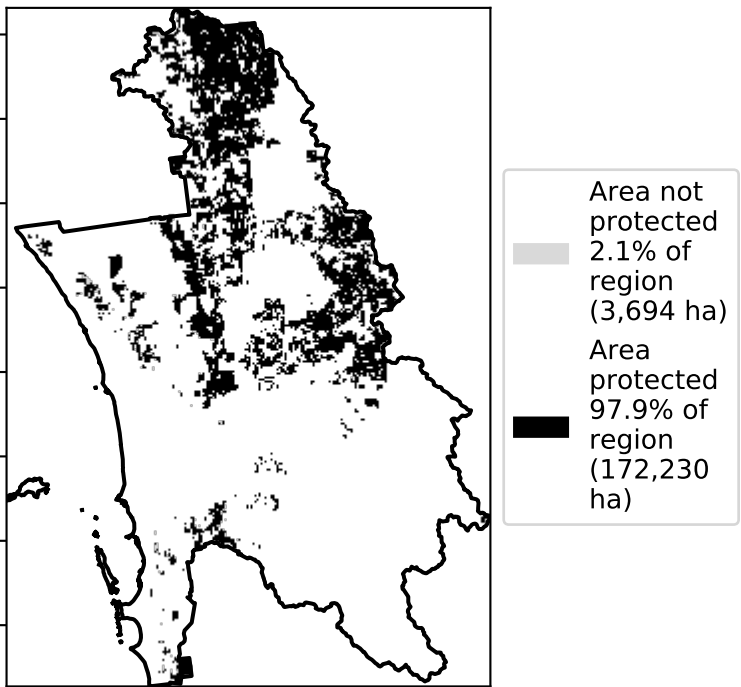 Area not
protected
2.1% of
region
(3,694 ha)
Area
protected
97.9% of
region
(172,230
ha)